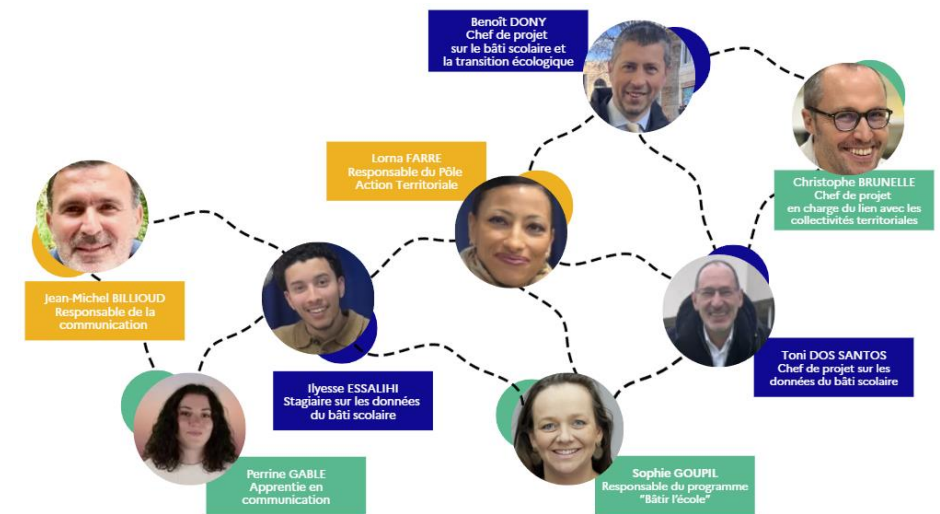 Benoît DONY
Chef de projet
sur le bâti scolaire et
la transition écologique
Lorna FARRE
Responsable du Pôle
Action Territoriale
Christophe BRUNELLE
Chef de projet
en charge du lien avec les
collectivités territoriales
Jean-Michel BILLIOUD
Responsable de la
communication
Ilyesse ESSALIHI
Stagiaire sur les données
du bâti scolaire
Toni DOS SANTOS
Chef de projet sur les
données du bâti scolaire
Perrine GABLE
Apprentie en
communication
Sophie GOUPIL
Responsable du programme
"Bâtir l'école"